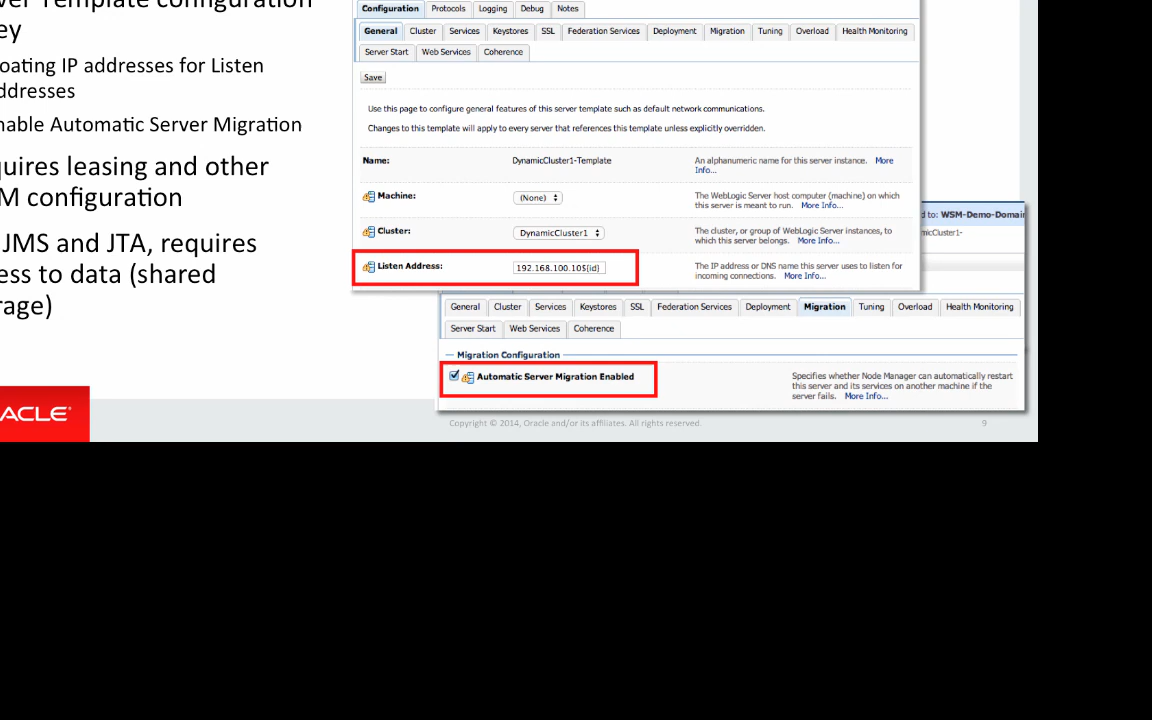 ver Template configuration
ey
oating IP addresses for Listen
ddresses
nable Automatic Server Migration
quires leasing and other
M configuration
JMS and JTA, requires
ess to data (shared
rage)
ACLE
Configuration Protocols Logging Debug Notes
General Cluster Services Keystores SSL Federation Services Deployment Migration Tuning Overload Health Monitoring
Server Start Web Services Coherence
Save
Use this page to configure general features of this server template such as default network communications.
Changes to this template will apply to every server that references this template unless explicitly overridden.
Name: DynamicCluster1-Template An alphanumeric name for this server instance. More
Info...
Machine: (None) The WebLogic Server host computer (machine) on which
this server is meant to run. More Info...
Cluster: DynamicCluster1 The cluster, or group of WebLogic Server instances, to
which this server belongs. More Info...
Listen Address: 192.168.100.10${id} The IP address or DNS name this server uses to listen for
incoming connections. More Info...
d to: WSM-Demo-Domain
micCluster1-
General Cluster Services Keystores SSL Federation Services Deployment Migration Tuning Overload Health Monitoring
Server Start Web Services Coherence
Migration Configuration
Automatic Server Migration Enabled Specifies whether Node Manager can automatically restart
this server and its services on another machine if the
server fails. More Info...
Copyright © 2014, Oracle and/or its affiliates. All rights reserved. 9